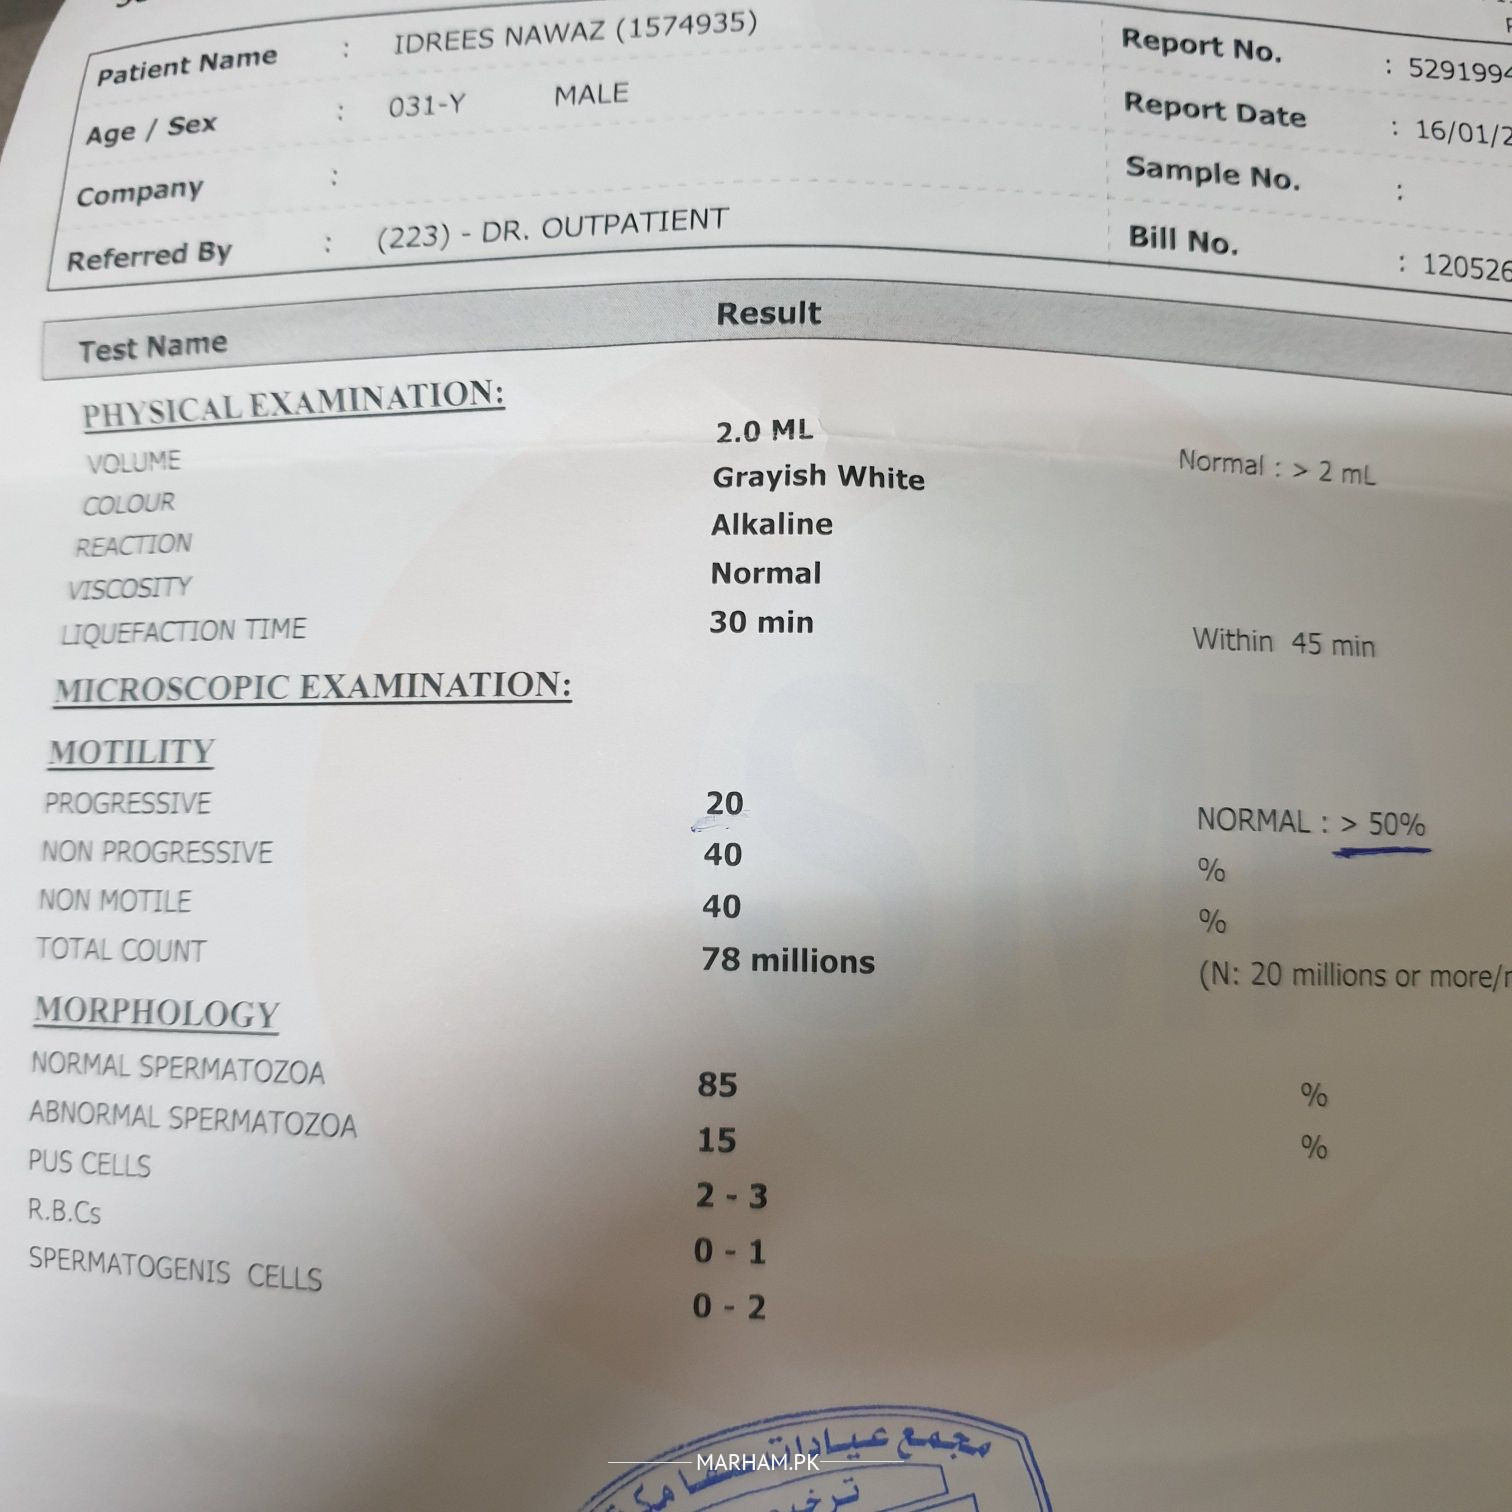 Patient Name : IDREES NAWAZ (1574935)
Age / Sex : 031-Y MALE
Company :
Referred By : (223) - DR. OUTPATIENT
Report No. : 5291994
Report Date : 16/01/2
Sample No. :
Bill No. : 120526
Test Name Result
PHYSICAL EXAMINATION:
VOLUME 2.0 ML Normal : > 2 mL
COLOUR Grayish White
REACTION Alkaline
VISCOSITY Normal
LIQUEFACTION TIME 30 min Within 45 min
MICROSCOPIC EXAMINATION:
MOTILITY
PROGRESSIVE 20 NORMAL : > 50%
NON PROGRESSIVE 40 %
NON MOTILE 40 %
TOTAL COUNT 78 millions (N: 20 millions or more/
MORPHOLOGY
NORMAL SPERMATOZOA 85 %
ABNORMAL SPERMATOZOA 15 %
PUS CELLS 2 - 3
R.B.Cs 0 - 1
SPERMATOGENIS CELLS 0 - 2
مجمع عيادات
MARHAM.PK